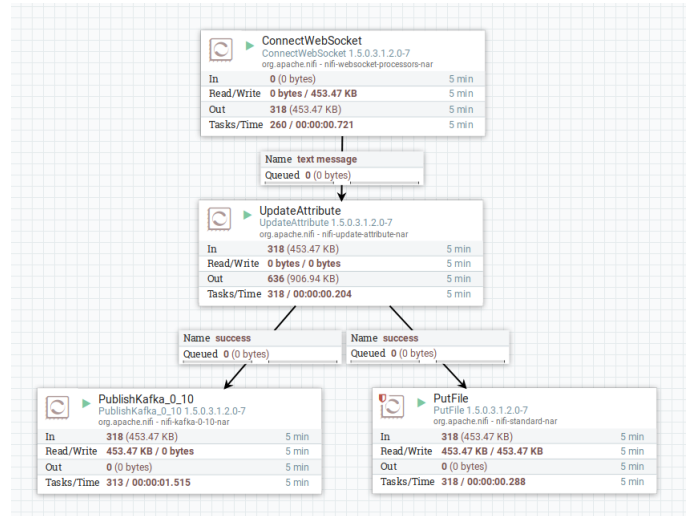 ConnectWebSocket
ConnectWebSocket 1.5.0.3.1.2.0-7
org.apache.nifi - nifi-websocket-processors-nar
In 0 (0 bytes) 5 min
Read/Write 0 bytes / 453.47 KB 5 min
Out 318 (453.47 KB) 5 min
Tasks/Time 260 / 00:00:00.721 5 min
Name text message
Queued 0 (0 bytes)
UpdateAttribute
UpdateAttribute 1.5.0.3.1.2.0-7
org.apache.nifi - nifi-update-attribute-nar
In 318 (453.47 KB) 5 min
Read/Write 0 bytes / 0 bytes 5 min
Out 636 (906.94 KB) 5 min
Tasks/Time 318 / 00:00:00.204 5 min
Name success
Queued 0 (0 bytes)
Name success
Queued 0 (0 bytes)
PublishKafka_0_10
PublishKafka_0_10 1.5.0.3.1.2.0-7
org.apache.nifi - nifi-kafka-0-10-nar
In 318 (453.47 KB) 5 min
Read/Write 453.47 KB / 0 bytes 5 min
Out 0 (0 bytes) 5 min
Tasks/Time 313 / 00:00:01.515 5 min
PutFile
PutFile 1.5.0.3.1.2.0-7
org.apache.nifi - nifi-standard-nar
In 318 (453.47 KB) 5 min
Read/Write 453.47 KB / 453.47 KB 5 min
Out 0 (0 bytes) 5 min
Tasks/Time 318 / 00:00:00.288 5 min